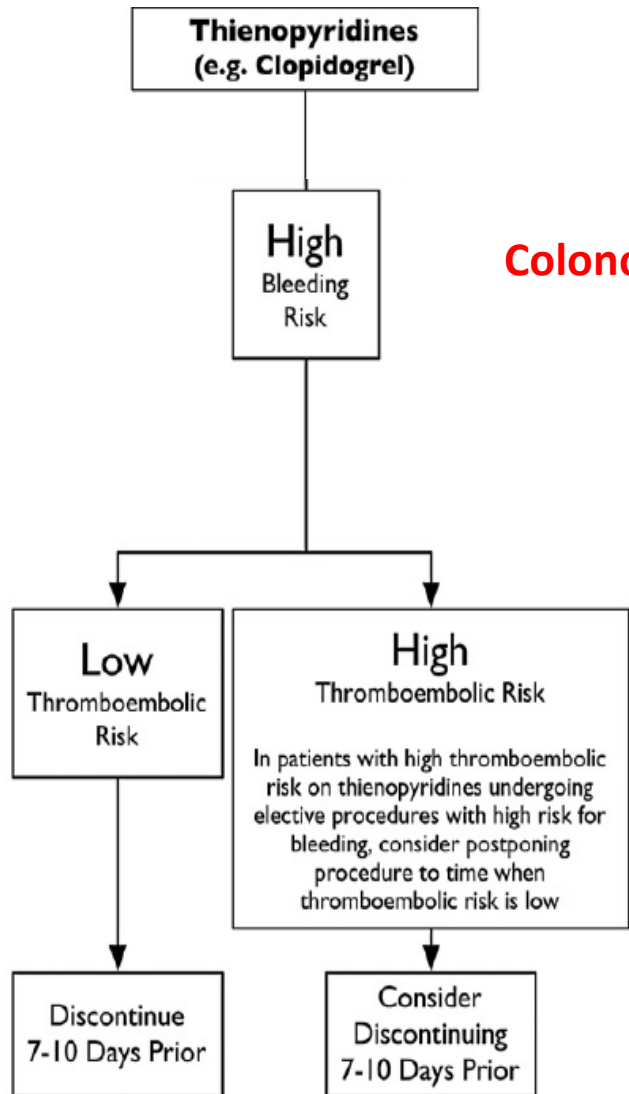 Thienopyridines
(e.g. Clopidogrel)
High
Bleeding
Risk
Low
Thromboembolic
Risk
High
Thromboembolic Risk
In patients with high thromboembolic
risk on thienopyridines undergoing
elective procedures with high risk for
bleeding, consider postponing
procedure to time when
thromboembolic risk is low
Discontinue
7-10 Days Prior
Consider
Discontinuing
7-10 Days Prior